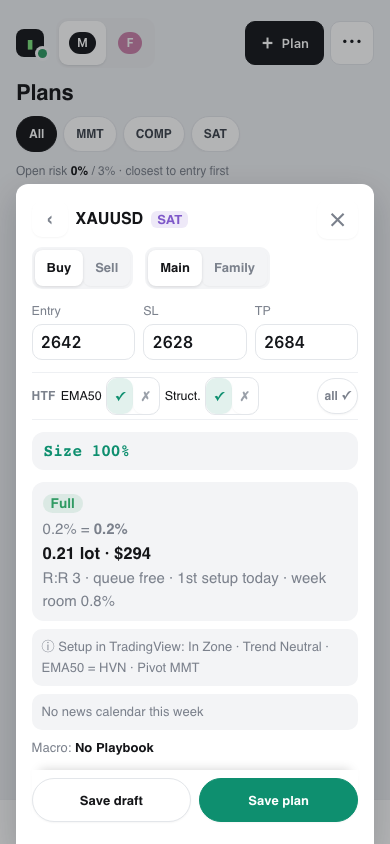 M F + Plan ···
Plans
All MMT COMP SAT
Open risk 0% / 3% · closest to entry first
‹ XAUUSD SAT ✕
Buy Sell Main Family
Entry SL TP
2642 2628 2684
HTF EMA50 ✓ ✗ Struct. ✓ ✗ all ✓
Size 100%
Full
0.2% = 0.2%
0.21 lot · $294
R:R 3 · queue free · 1st setup today · week
room 0.8%
ⓘ Setup in TradingView: In Zone · Trend Neutral ·
EMA50 = HVN · Pivot MMT
No news calendar this week
Macro: No Playbook
Save draft Save plan